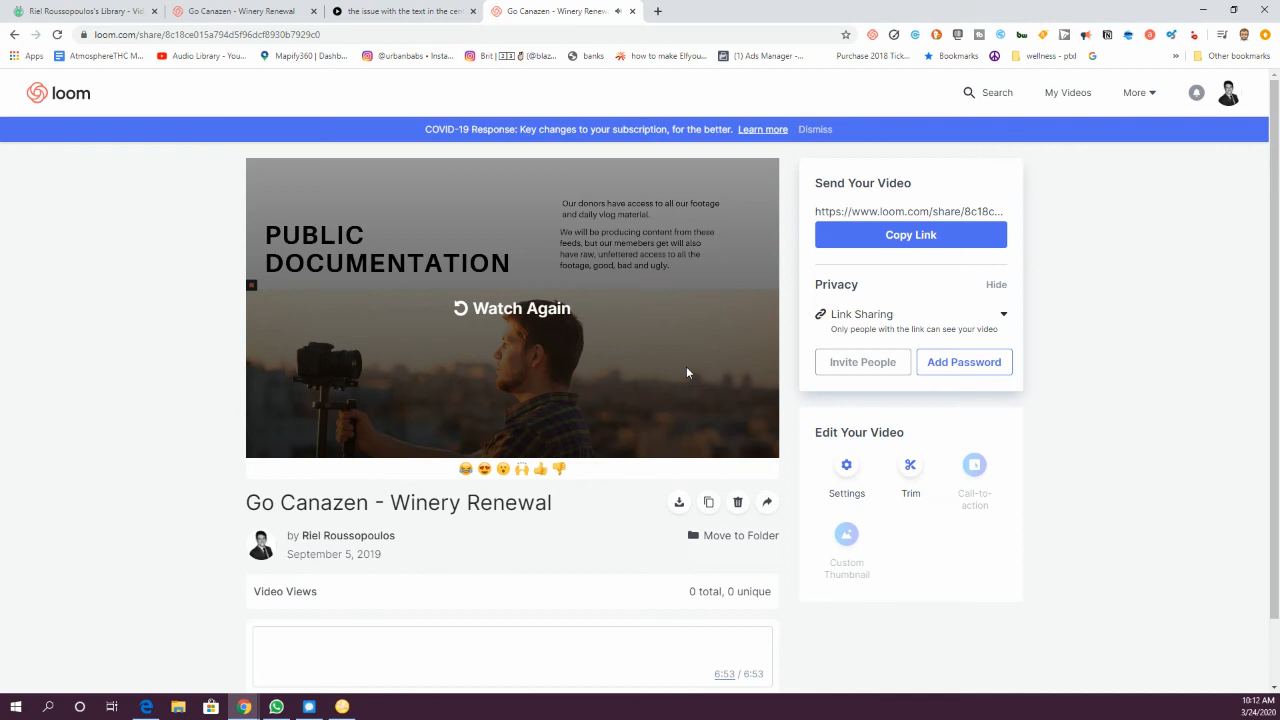 Riel Roussopoulos's Library - Vid
Go Canazen - Winery Renewal
the issue with the text in the cen
Go Canazen - Winery Renew
loom.com/share/8c18ce015a794d5f96dcf8930b7929c0
Apps
AtmosphereTHC M...
Audio Library - You...
Mapify360 | Dashb...
@urbanbabs • Insta...
banks
how to make Elfyou...
(1) Ads Manager -...
Purchase 2018 Tick...
Bookmarks
wellness - ptxl
»
Other bookmarks
loom
Search
My Videos
More
COVID-19 Response: Key changes to your subscription, for the better. Learn more Dismiss
PUBLIC
DOCUMENTATION
Our donors have access to all our footage
and daily vlog material.
We will be producing content from these
feeds, but our memebers get will also
have raw, unfettered access to all the
footage, good, bad and ugly.
Watch Again
Send Your Video
https://www.loom.com/share/8c18c...
Copy Link
Privacy
Hide
Link Sharing
Only people with the link can see your video
Invite People
Add Password
Edit Your Video
Settings
Trim
Call-to-
action
Custom
Thumbnail
Go Canazen - Winery Renewal
by Riel Roussopoulos
September 5, 2019
Move to Folder
Video Views
0 total, 0 unique
6:53 / 6:53
10:12 AM
3/24/2020